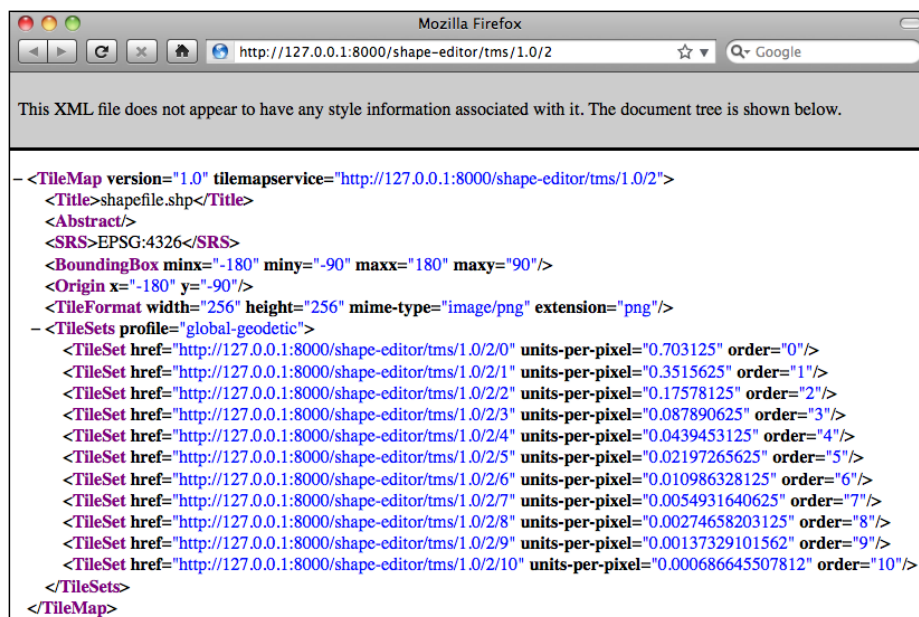 Mozilla Firefox
http://127.0.0.1:8000/shape-editor/tms/1.0/2
Google
This XML file does not appear to have any style information associated with it. The document tree is shown below.
– <TileMap version="1.0" tilemapservice="http://127.0.0.1:8000/shape-editor/tms/1.0/2">
<Title>shapefile.shp</Title>
<Abstract/>
<SRS>EPSG:4326</SRS>
<BoundingBox minx="-180" miny="-90" maxx="180" maxy="90"/>
<Origin x="-180" y="-90"/>
<TileFormat width="256" height="256" mime-type="image/png" extension="png"/>
– <TileSets profile="global-geodetic">
<TileSet href="http://127.0.0.1:8000/shape-editor/tms/1.0/2/0" units-per-pixel="0.703125" order="0"/>
<TileSet href="http://127.0.0.1:8000/shape-editor/tms/1.0/2/1" units-per-pixel="0.3515625" order="1"/>
<TileSet href="http://127.0.0.1:8000/shape-editor/tms/1.0/2/2" units-per-pixel="0.17578125" order="2"/>
<TileSet href="http://127.0.0.1:8000/shape-editor/tms/1.0/2/3" units-per-pixel="0.087890625" order="3"/>
<TileSet href="http://127.0.0.1:8000/shape-editor/tms/1.0/2/4" units-per-pixel="0.0439453125" order="4"/>
<TileSet href="http://127.0.0.1:8000/shape-editor/tms/1.0/2/5" units-per-pixel="0.02197265625" order="5"/>
<TileSet href="http://127.0.0.1:8000/shape-editor/tms/1.0/2/6" units-per-pixel="0.010986328125" order="6"/>
<TileSet href="http://127.0.0.1:8000/shape-editor/tms/1.0/2/7" units-per-pixel="0.0054931640625" order="7"/>
<TileSet href="http://127.0.0.1:8000/shape-editor/tms/1.0/2/8" units-per-pixel="0.00274658203125" order="8"/>
<TileSet href="http://127.0.0.1:8000/shape-editor/tms/1.0/2/9" units-per-pixel="0.00137329101562" order="9"/>
<TileSet href="http://127.0.0.1:8000/shape-editor/tms/1.0/2/10" units-per-pixel="0.000686645507812" order="10"/>
</TileSets>
</TileMap>